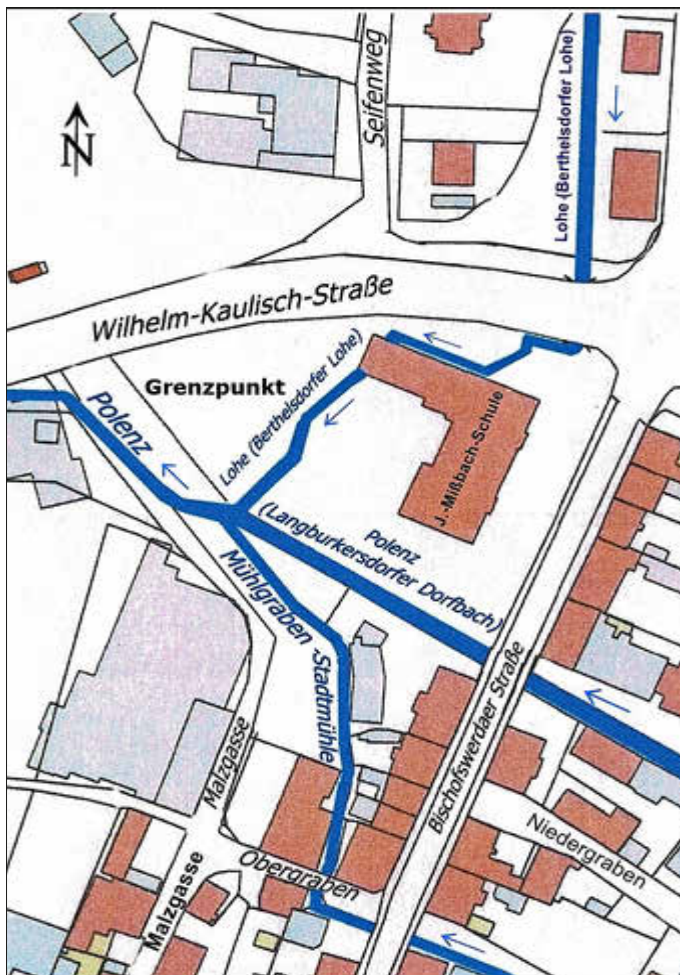 Seifenweg
Lohe (Berthelsdorfer Lohe)
N
Wilhelm-Kaulisch-Straße
Grenzpunkt
Lohe (Berthelsdorfer Lohe)
J.-Mißbach-Schule
Polenz
Polenz
(Langburkersdorfer Dorfbach)
Mühlgraben -Stadtmühle
Bischofswerdaer Straße
Malzgasse
Niedergraben
Obergraben
Malzgasse